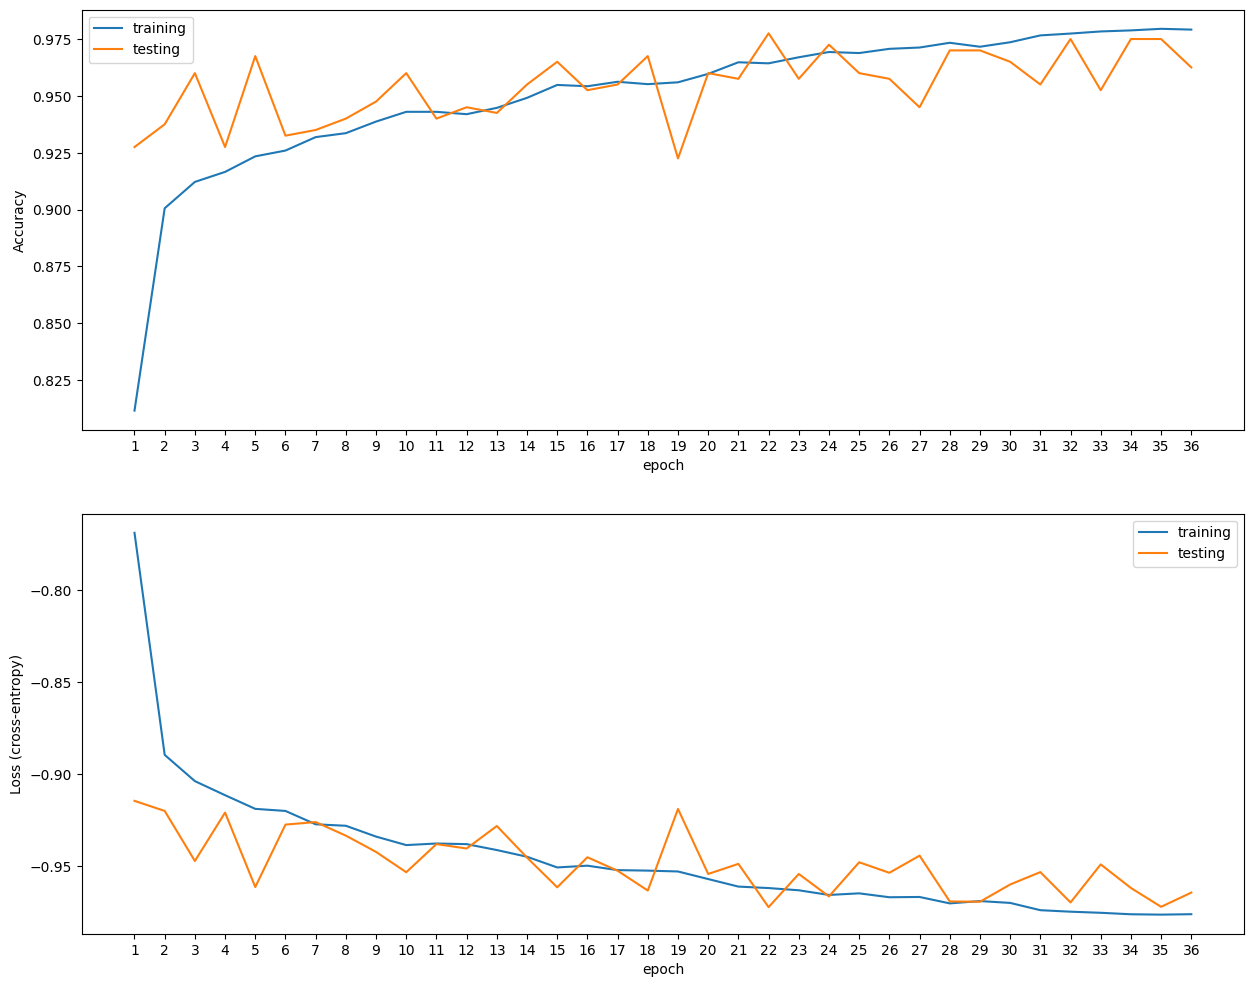 training
testing
0.975
0.950
0.925
0.900
0.875
0.850
0.825
Accuracy
1 2 3 4 5 6 7 8 9 10 11 12 13 14 15 16 17 18 19 20 21 22 23 24 25 26 27 28 29 30 31 32 33 34 35 36
epoch
training
testing
−0.80
−0.85
−0.90
−0.95
Loss (cross-entropy)
1 2 3 4 5 6 7 8 9 10 11 12 13 14 15 16 17 18 19 20 21 22 23 24 25 26 27 28 29 30 31 32 33 34 35 36
epoch